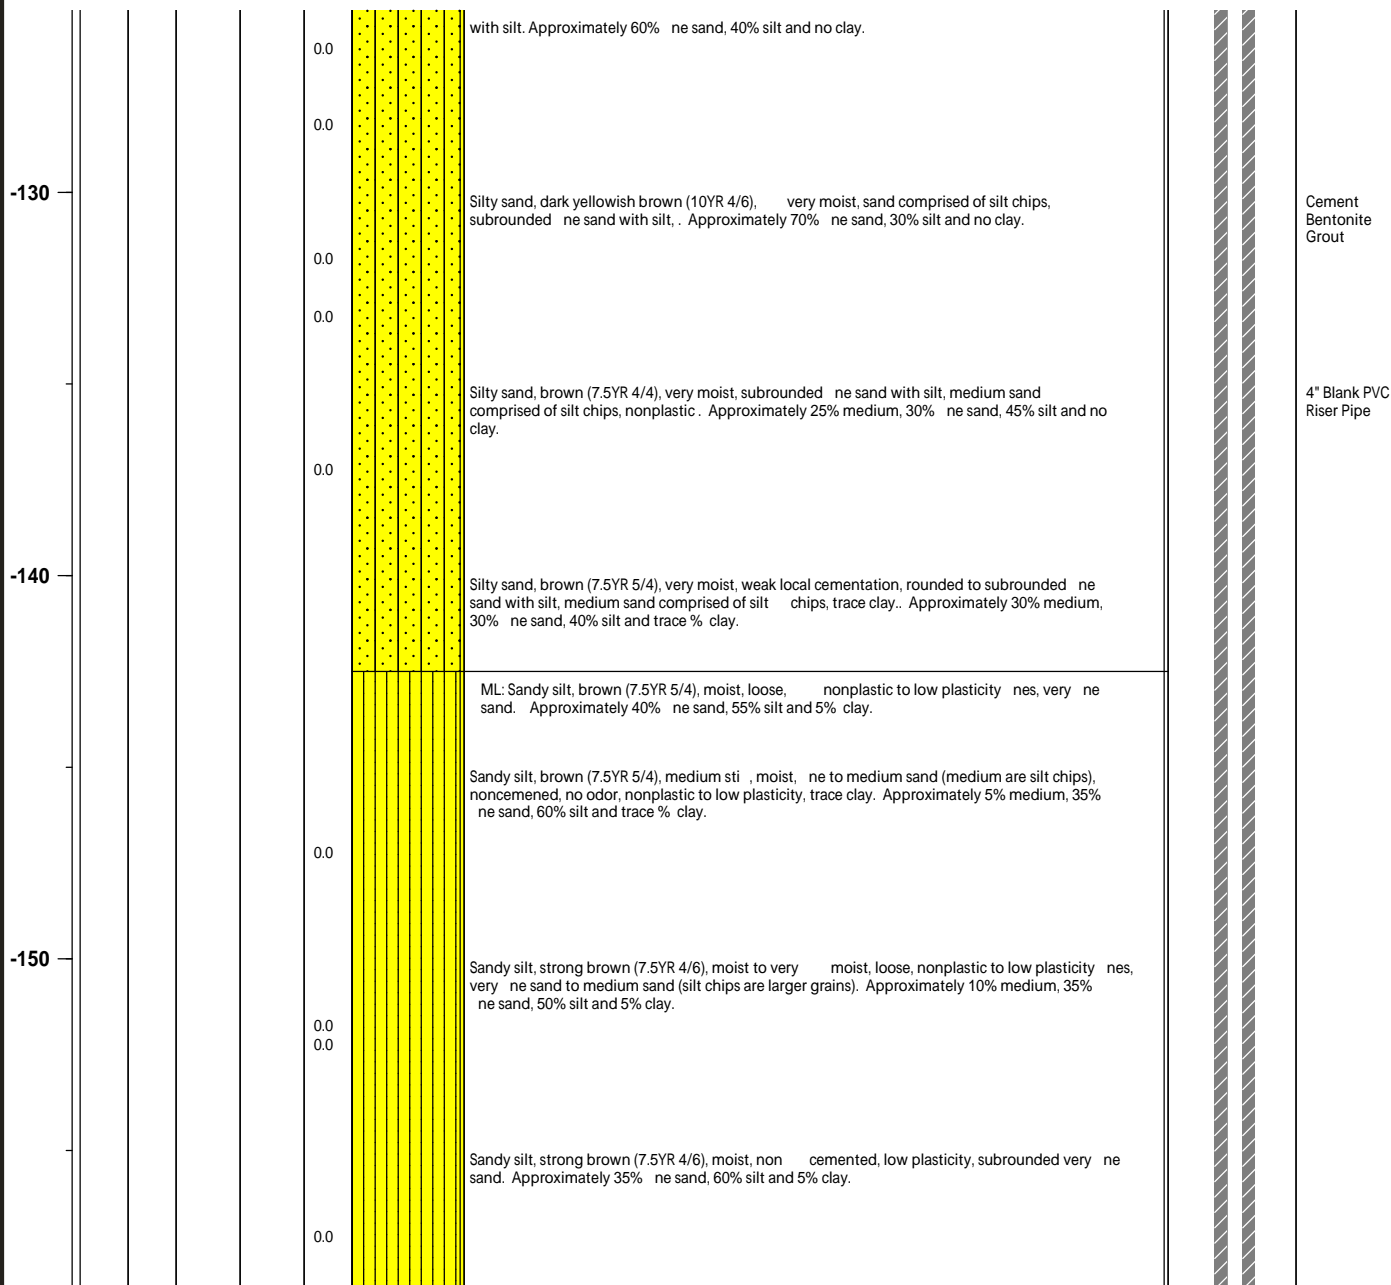 with silt. Approximately 60% ne sand, 40% silt and no clay.
0.0
0.0
-130
Silty sand, dark yellowish brown (10YR 4/6), very moist, sand comprised of silt chips,
subrounded ne sand with silt, . Approximately 70% ne sand, 30% silt and no clay.
Cement
Bentonite
Grout
0.0
0.0
Silty sand, brown (7.5YR 4/4), very moist, subrounded ne sand with silt, medium sand
comprised of silt chips, nonplastic . Approximately 25% medium, 30% ne sand, 45% silt and no
clay.
4" Blank PVC
Riser Pipe
0.0
-140
Silty sand, brown (7.5YR 5/4), very moist, weak local cementation, rounded to subrounded ne
sand with silt, medium sand comprised of silt chips, trace clay.. Approximately 30% medium,
30% ne sand, 40% silt and trace % clay.
ML: Sandy silt, brown (7.5YR 5/4), moist, loose, nonplastic to low plasticity nes, very ne
sand. Approximately 40% ne sand, 55% silt and 5% clay.
Sandy silt, brown (7.5YR 5/4), medium sti , moist, ne to medium sand (medium are silt chips),
noncemened, no odor, nonplastic to low plasticity, trace clay. Approximately 5% medium, 35%
ne sand, 60% silt and trace % clay.
0.0
-150
Sandy silt, strong brown (7.5YR 4/6), moist to very moist, loose, nonplastic to low plasticity nes,
very ne sand to medium sand (silt chips are larger grains). Approximately 10% medium, 35%
ne sand, 50% silt and 5% clay.
0.0
0.0
Sandy silt, strong brown (7.5YR 4/6), moist, non cemented, low plasticity, subrounded very ne
sand. Approximately 35% ne sand, 60% silt and 5% clay.
0.0